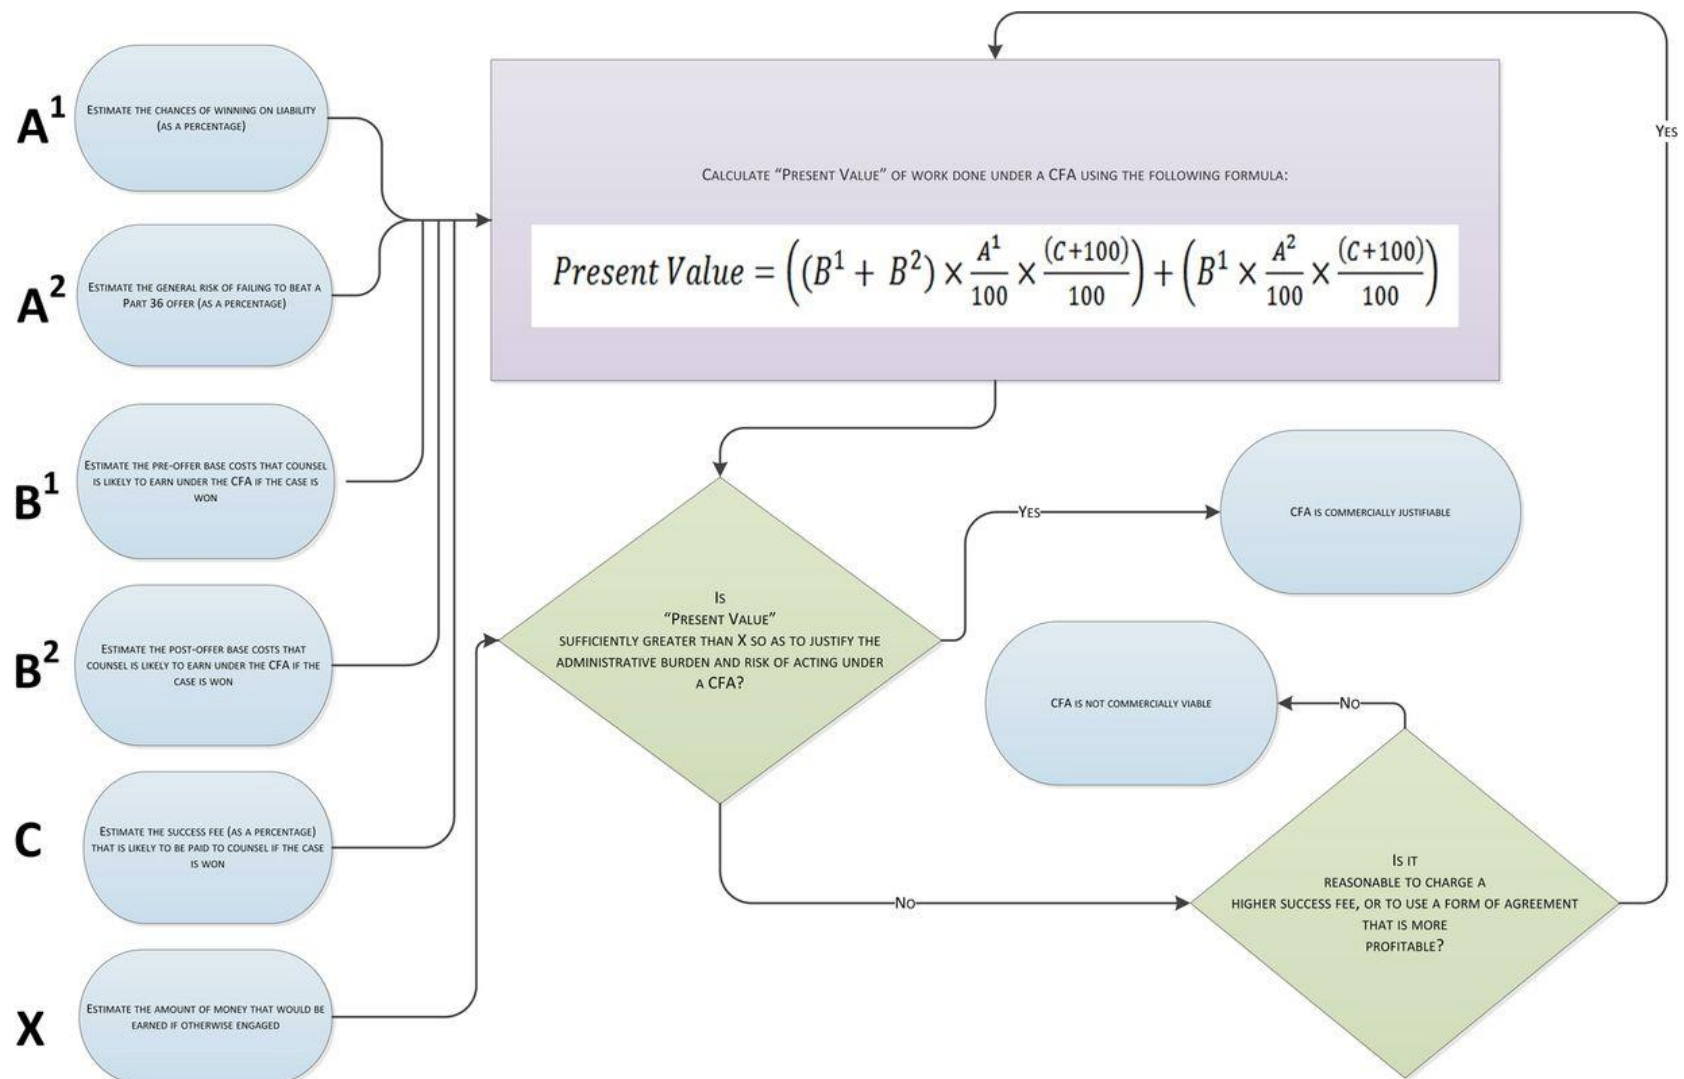 A¹
ESTIMATE THE CHANCES OF WINNING ON LIABILITY
(AS A PERCENTAGE)
A²
ESTIMATE THE GENERAL RISK OF FAILING TO BEAT A
PART 36 OFFER (AS A PERCENTAGE)
B¹
ESTIMATE THE PRE-OFFER BASE COSTS THAT COUNSEL
IS LIKELY TO EARN UNDER THE CFA IF THE CASE IS
WON
B²
ESTIMATE THE POST-OFFER BASE COSTS THAT
COUNSEL IS LIKELY TO EARN UNDER THE CFA IF THE
CASE IS WON
C
ESTIMATE THE SUCCESS FEE (AS A PERCENTAGE)
THAT IS LIKELY TO BE PAID TO COUNSEL IF THE CASE
IS WON
X
ESTIMATE THE AMOUNT OF MONEY THAT WOULD BE
EARNED IF OTHERWISE ENGAGED
CALCULATE “PRESENT VALUE” OF WORK DONE UNDER A CFA USING THE FOLLOWING FORMULA:
Present Value = ((B¹ + B²) × A¹/100 × (C+100)/100) + (B¹ × A²/100 × (C+100)/100)
IS
“PRESENT VALUE”
SUFFICIENTLY GREATER THAN X SO AS TO JUSTIFY THE
ADMINISTRATIVE BURDEN AND RISK OF ACTING UNDER
A CFA?
YES
CFA IS COMMERCIALLY JUSTIFIABLE
NO
IS IT
REASONABLE TO CHARGE A
HIGHER SUCCESS FEE, OR TO USE A FORM OF AGREEMENT
THAT IS MORE
PROFITABLE?
NO
CFA IS NOT COMMERCIALLY VIABLE
YES